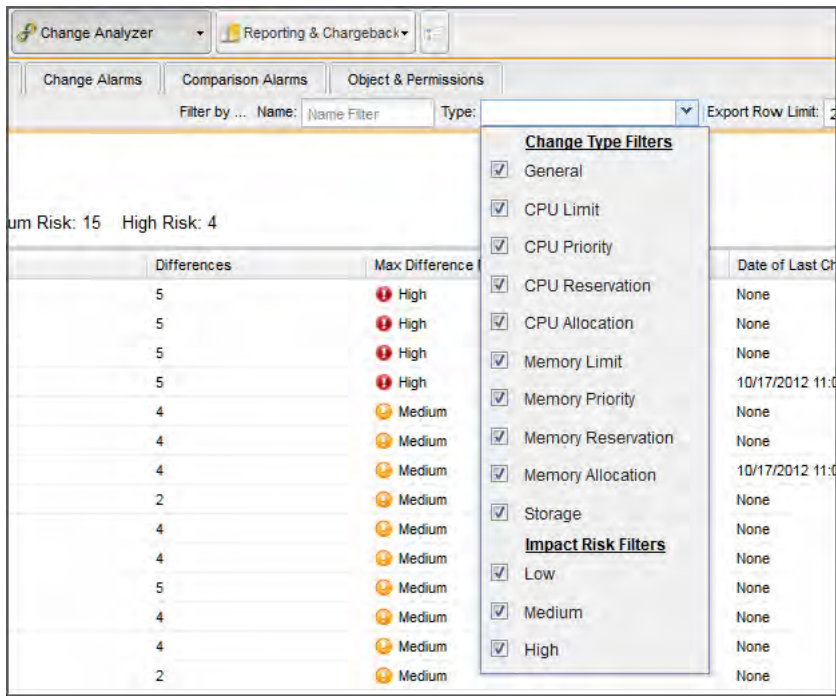 Change Analyzer Reporting & Chargeback
Change Alarms Comparison Alarms Object & Permissions
Filter by ... Name: Name Filter Type: Export Row Limit: 2
Change Type Filters
General
CPU Limit
CPU Priority
CPU Reservation
CPU Allocation
Memory Limit
Memory Priority
Memory Reservation
Memory Allocation
Storage
Impact Risk Filters
Low
Medium
High
um Risk: 15 High Risk: 4
Differences Max Difference Date of Last Ch
5 High None
5 High None
5 High None
5 High 10/17/2012 11:0
4 Medium None
4 Medium None
4 Medium 10/17/2012 11:0
2 Medium None
4 Medium None
4 Medium None
5 Medium None
4 Medium None
4 Medium None
2 Medium None